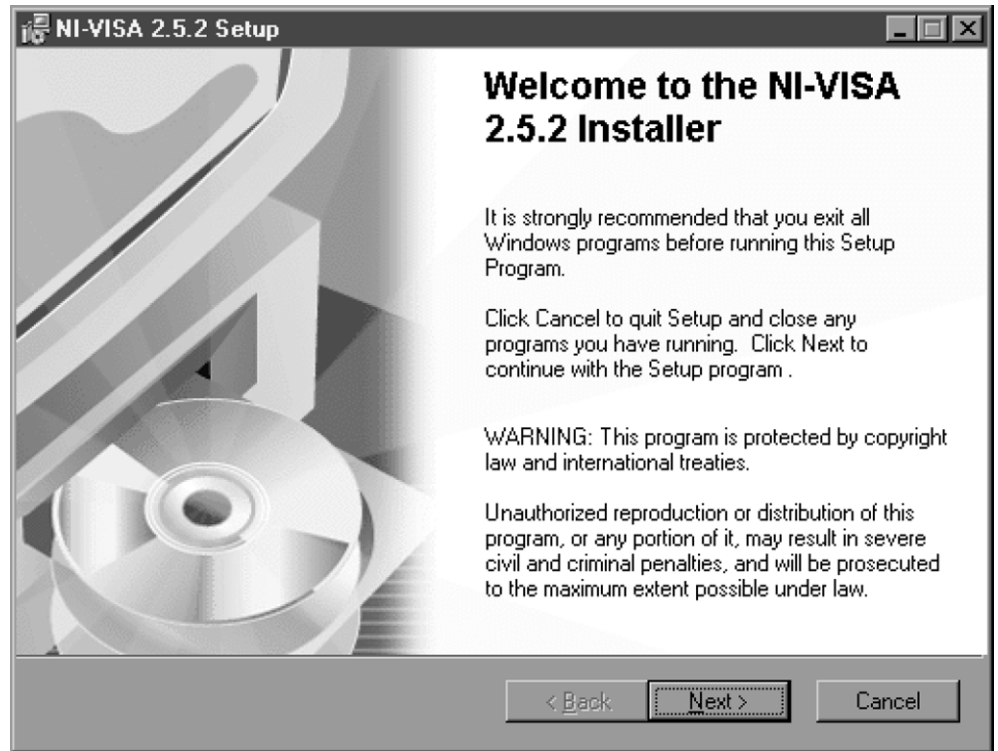 NI-VISA 2.5.2 Setup
Welcome to the NI-VISA
2.5.2 Installer
It is strongly recommended that you exit all
Windows programs before running this Setup
Program.
Click Cancel to quit Setup and close any
programs you have running.  Click Next to
continue with the Setup program .
WARNING: This program is protected by copyright
law and international treaties.
Unauthorized reproduction or distribution of this
program, or any portion of it, may result in severe
civil and criminal penalties, and will be prosecuted
to the maximum extent possible under law.
< Back
Next >
Cancel